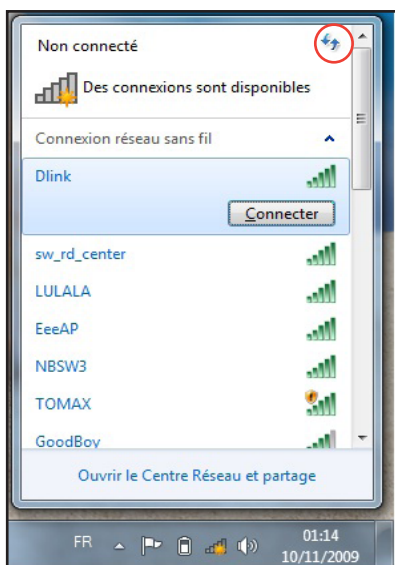 Non connecté
Des connexions sont disponibles
Connexion réseau sans fil
Dlink
Connecter
sw_rd_center
LULALA
EeeAP
NBSW3
TOMAX
GoodBoy
Ouvrir le Centre Réseau et partage
FR
01:14
10/11/2009